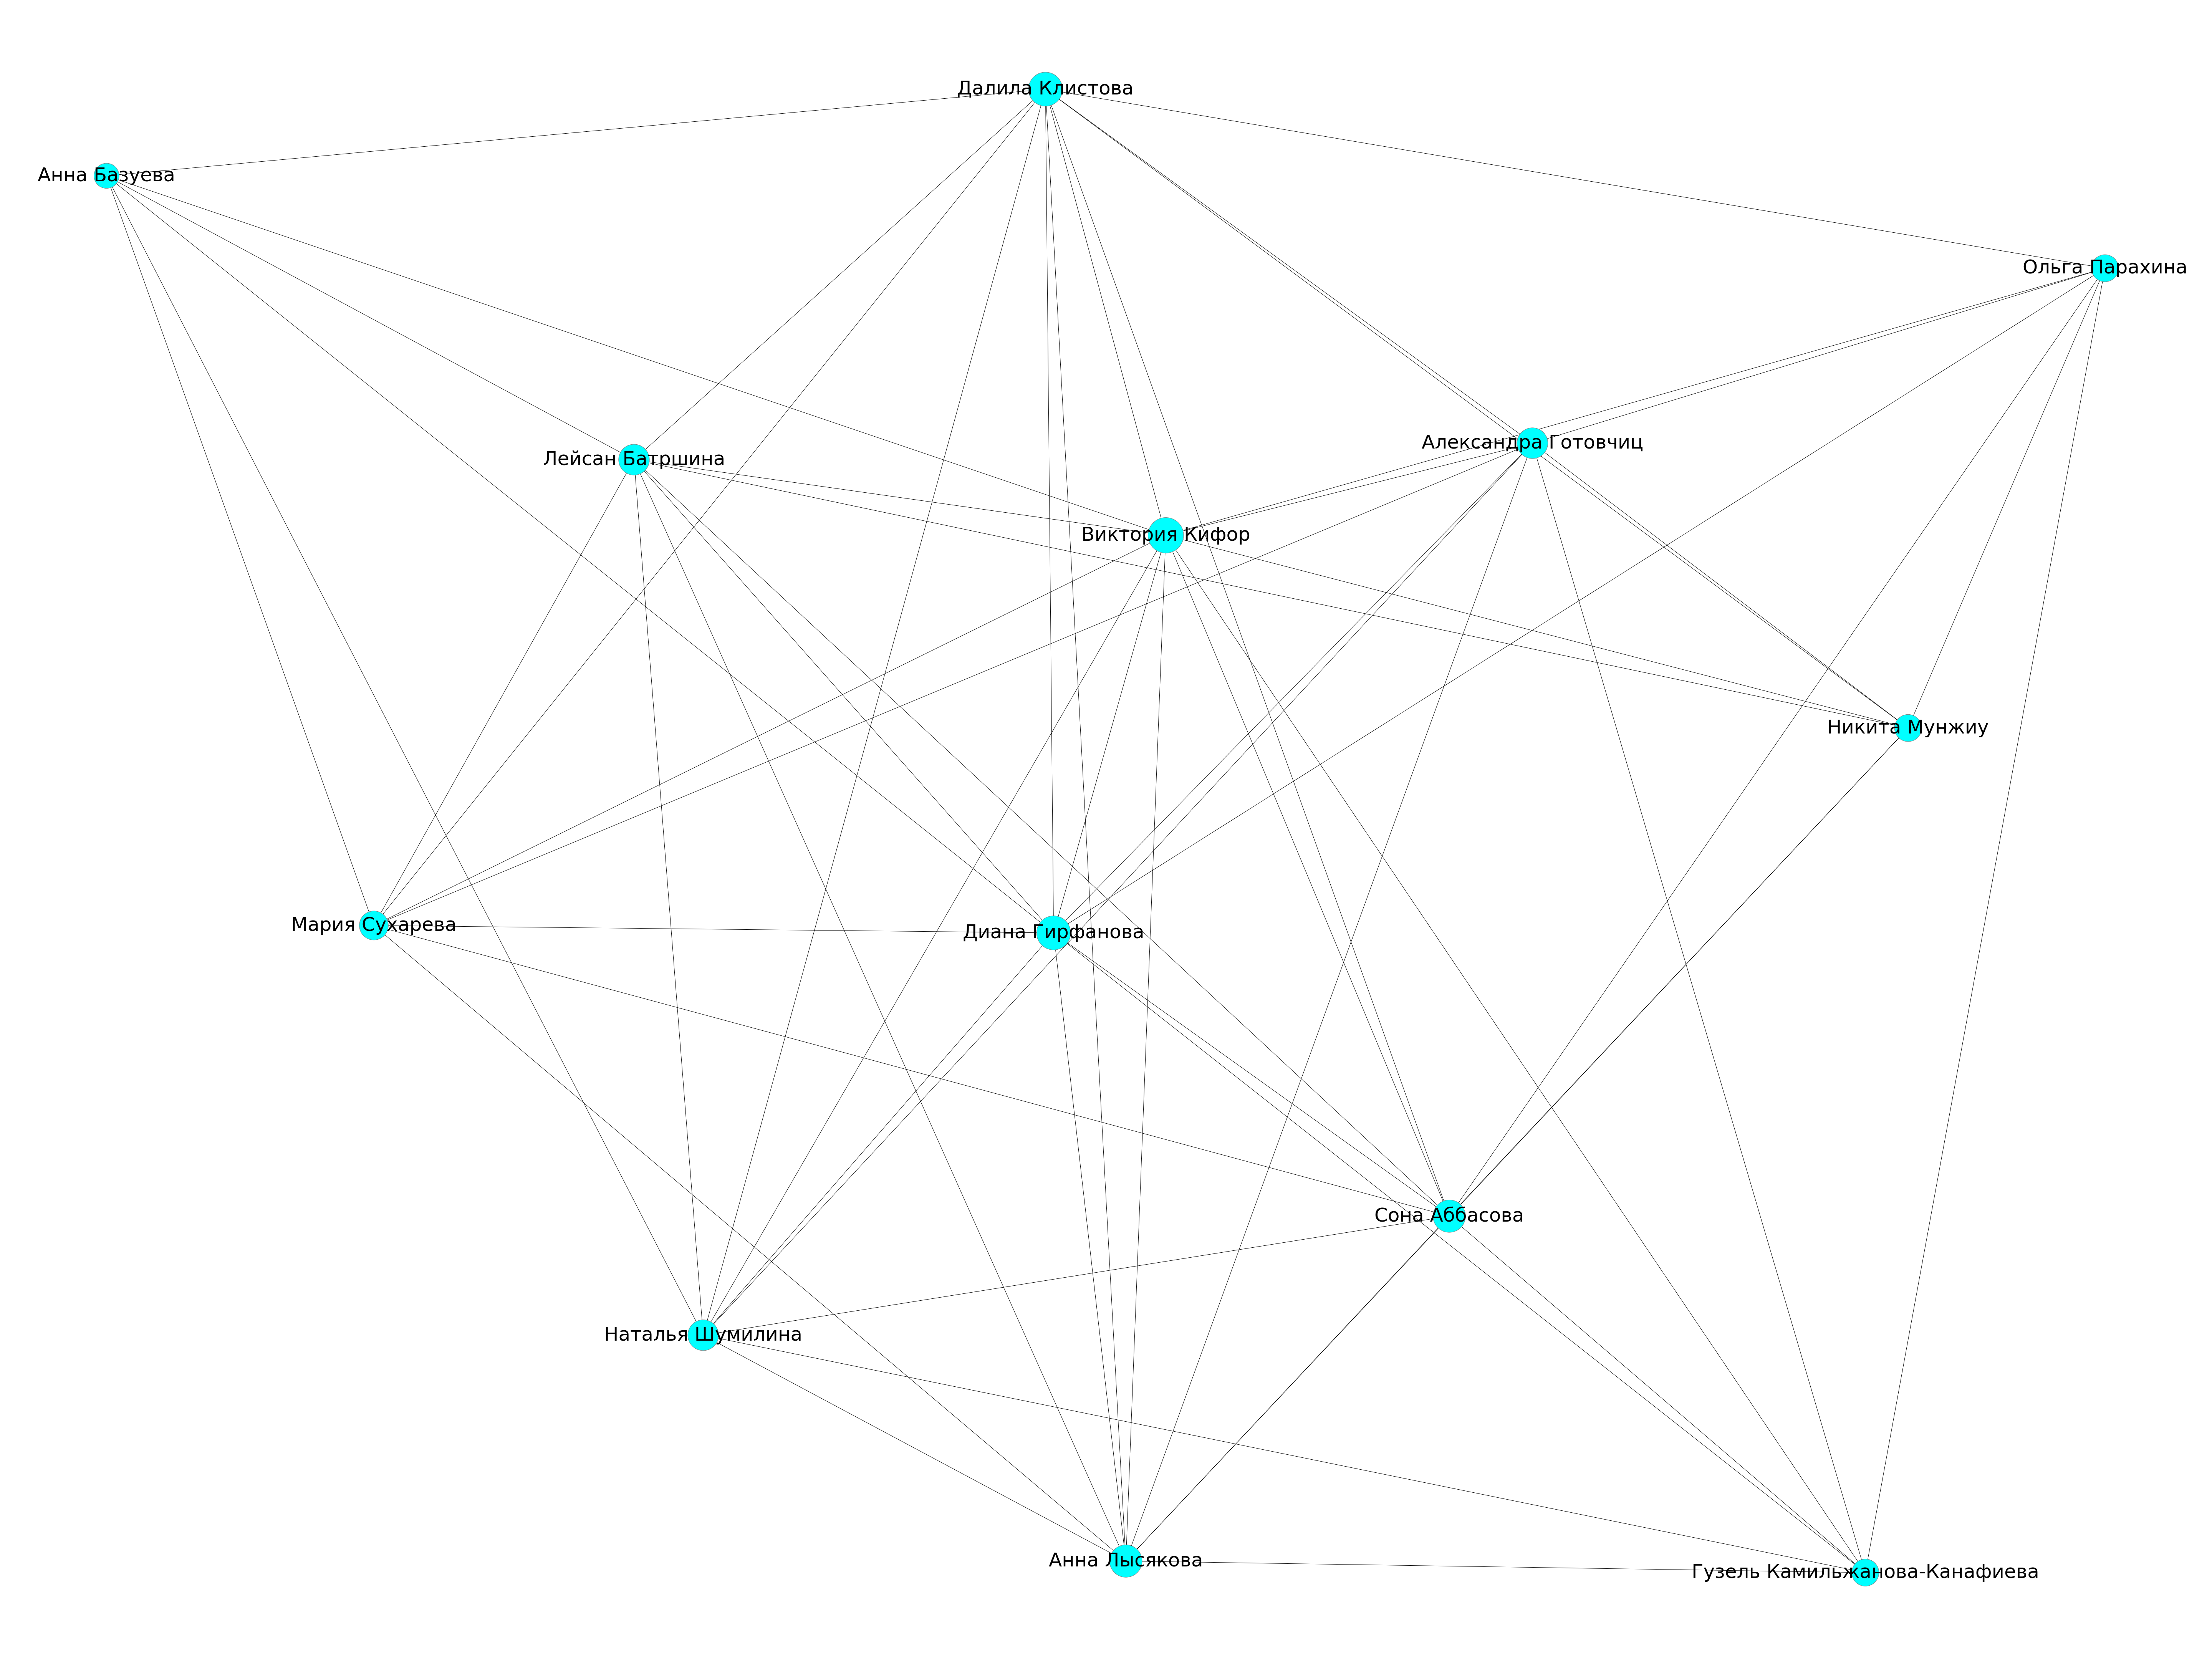 Далила Клистова
Анна Базуева
Ольга Парахина
Александра Готовчиц
Лейсан Батршина
Виктория Кифор
Никита Мунжиу
Мария Сухарева
Диана Гирфанова
Сона Аббасова
Наталья Шумилина
Анна Лысякова
Гузель Камильжанова-Канафиева